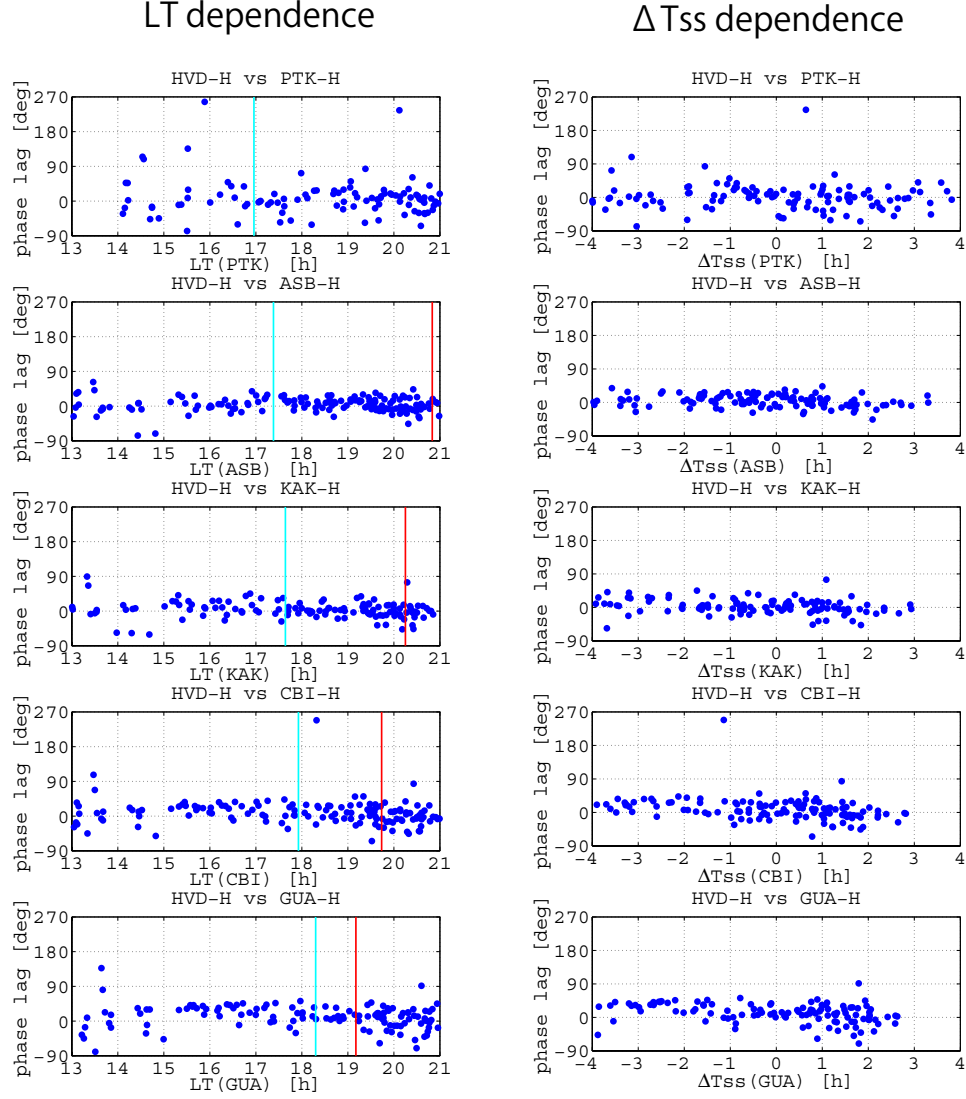 LT dependence
Δ Tss dependence
HVD-H vs PTK-H
phase lag [deg]
270
180
90
0
-90
13 14 15 16 17 18 19 20 21
LT(PTK) [h]
HVD-H vs PTK-H
phase lag [deg]
270
180
90
0
-90
-4 -3 -2 -1 0 1 2 3 4
ΔTss(PTK) [h]
HVD-H vs ASB-H
phase lag [deg]
270
180
90
0
-90
13 14 15 16 17 18 19 20 21
LT(ASB) [h]
HVD-H vs ASB-H
phase lag [deg]
270
180
90
0
-90
-4 -3 -2 -1 0 1 2 3 4
ΔTss(ASB) [h]
HVD-H vs KAK-H
phase lag [deg]
270
180
90
0
-90
13 14 15 16 17 18 19 20 21
LT(KAK) [h]
HVD-H vs KAK-H
phase lag [deg]
270
180
90
0
-90
-4 -3 -2 -1 0 1 2 3 4
ΔTss(KAK) [h]
HVD-H vs CBI-H
phase lag [deg]
270
180
90
0
-90
13 14 15 16 17 18 19 20 21
LT(CBI) [h]
HVD-H vs CBI-H
phase lag [deg]
270
180
90
0
-90
-4 -3 -2 -1 0 1 2 3 4
ΔTss(CBI) [h]
HVD-H vs GUA-H
phase lag [deg]
270
180
90
0
-90
13 14 15 16 17 18 19 20 21
LT(GUA) [h]
HVD-H vs GUA-H
phase lag [deg]
270
180
90
0
-90
-4 -3 -2 -1 0 1 2 3 4
ΔTss(GUA) [h]